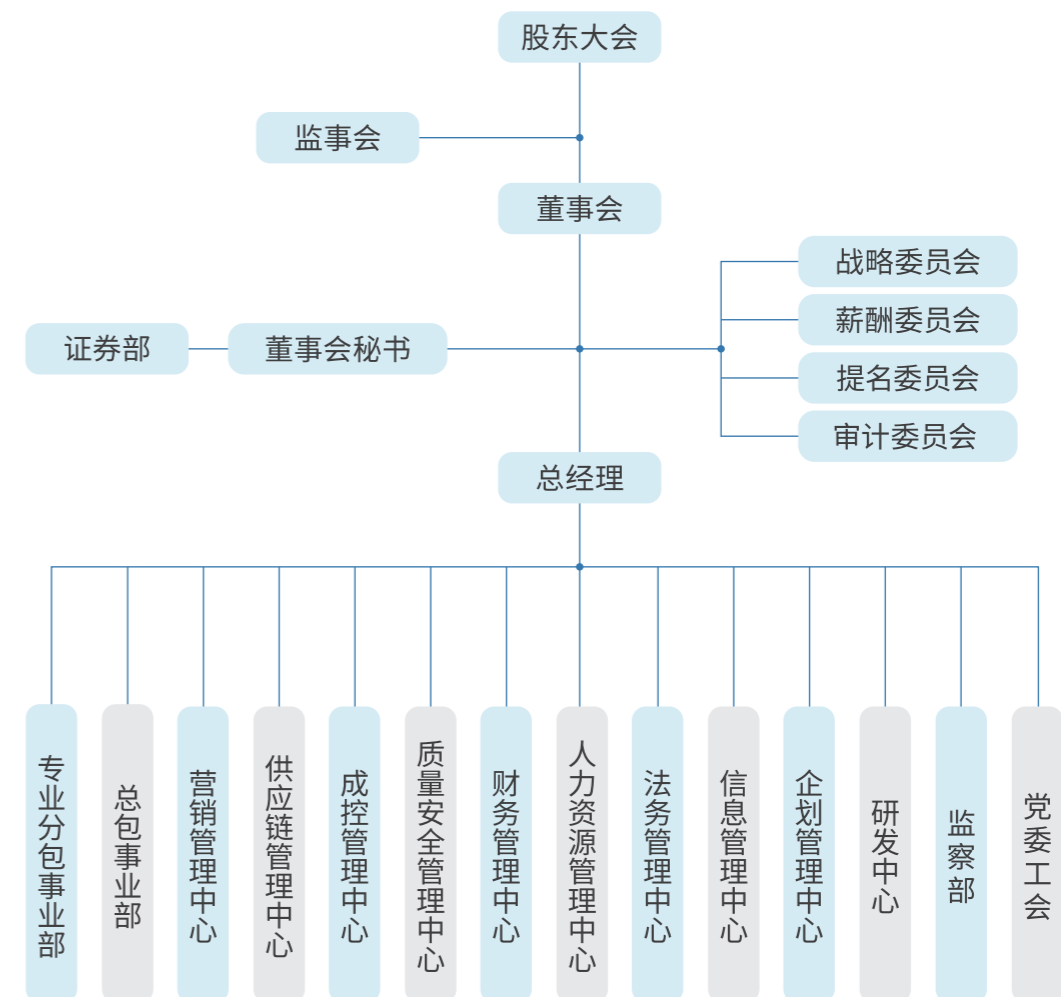 股东大会
监事会
董事会
战略委员会
薪酬委员会
证券部
董事会秘书
提名委员会
审计委员会
总经理
专业分包事业部
总包事业部
营销管理中心
供应链管理中心
成控管理中心
质量安全管理中心
财务管理中心
人力资源管理中心
法务管理中心
信息管理中心
企划管理中心
研发中心
监察部
党委工会